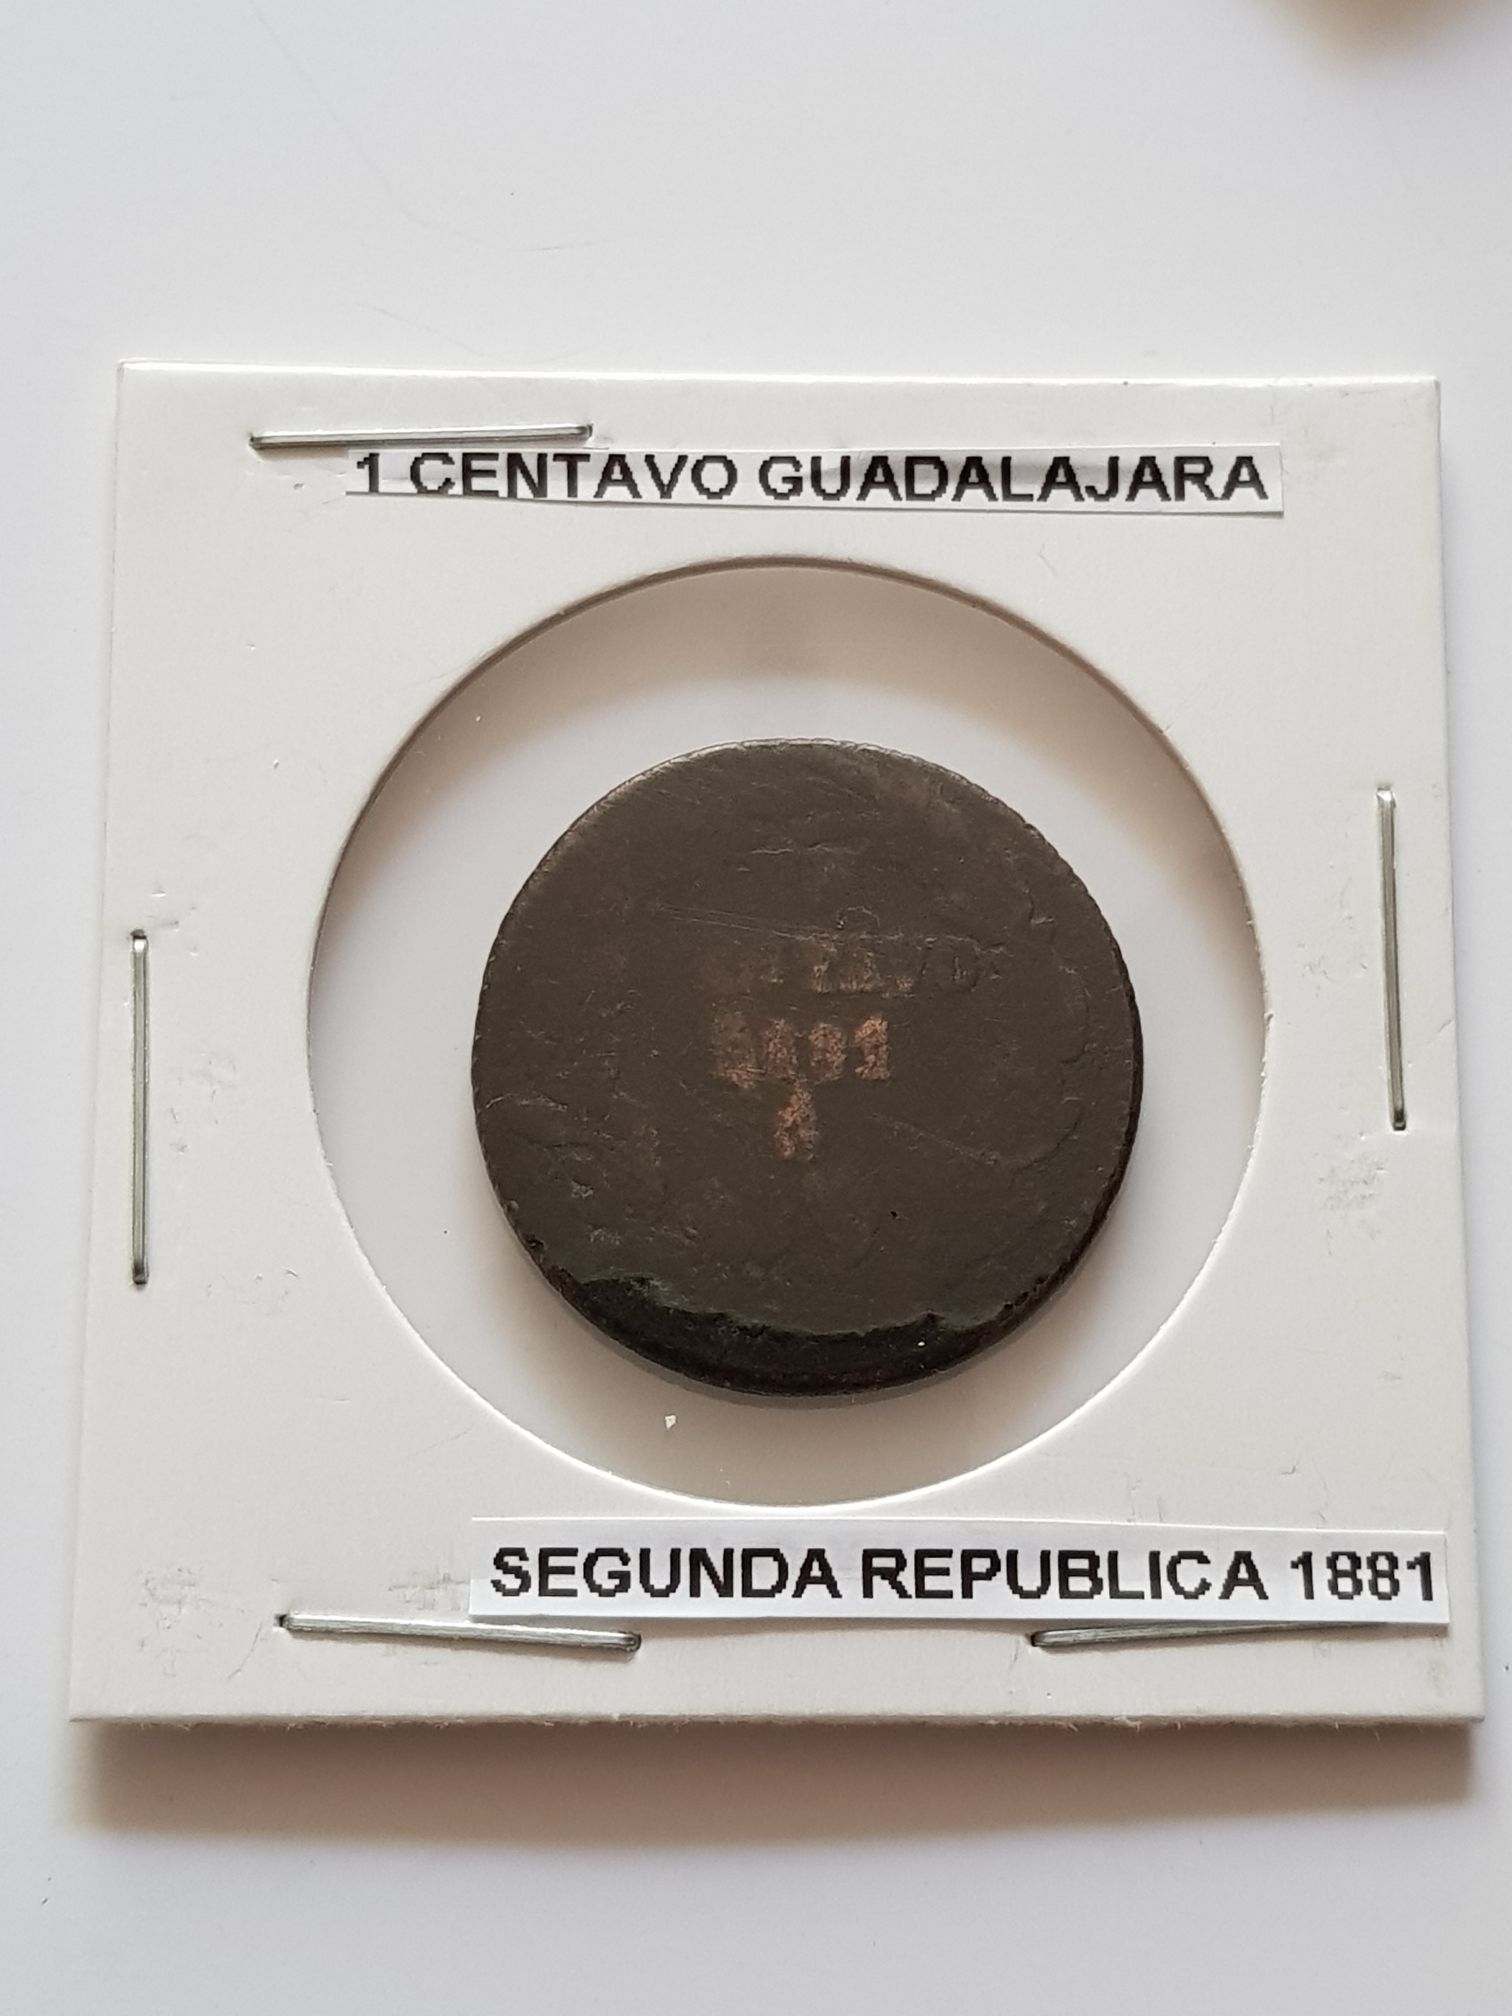 1 CENTAVO GUADALAJARA
SEGUNDA REPUBLICA 1881